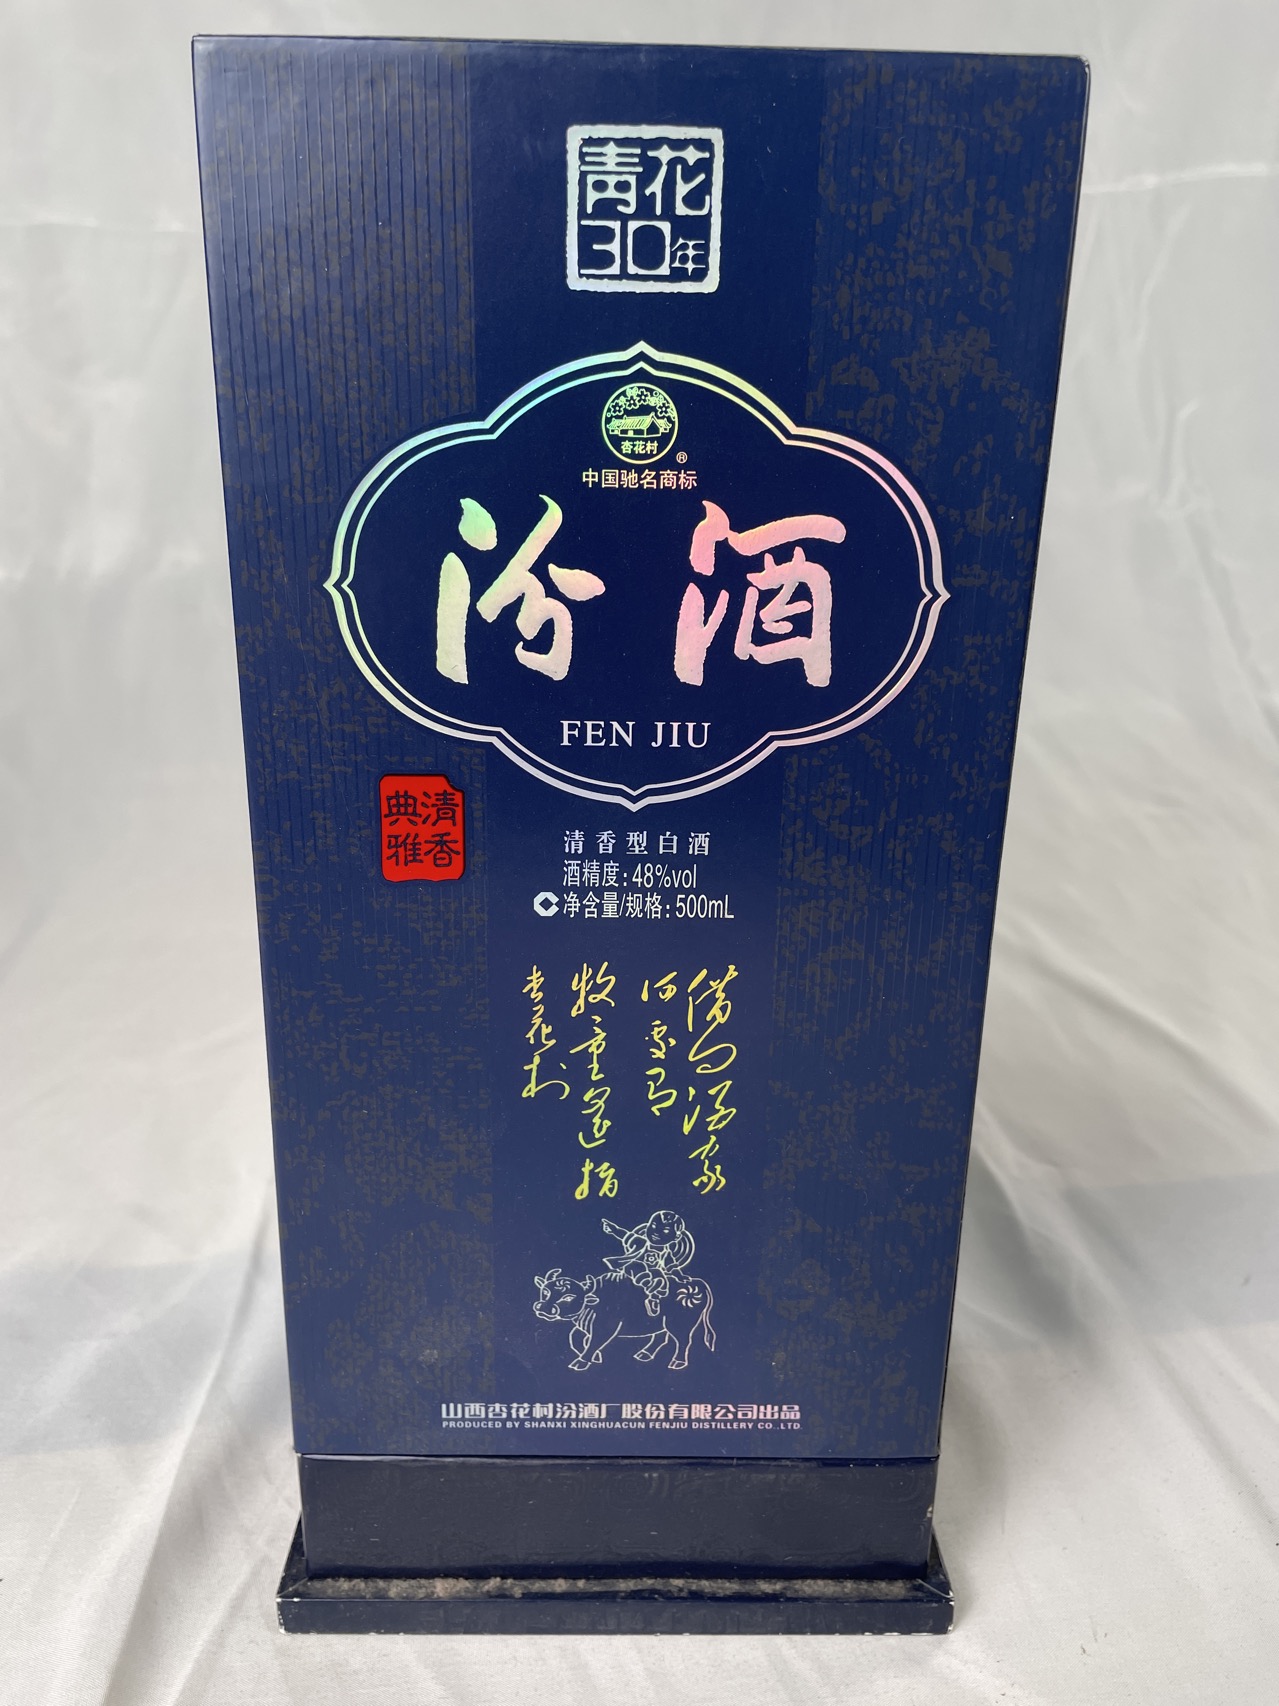 青花
30年
杏花村
®
中国驰名商标
汾酒
FEN JIU
清香
典雅
清香型白酒
酒精度:48%vol
净含量/规格:500mL
借问酒家
何处有
牧童遥指
杏花村
山西杏花村汾酒厂股份有限公司出品
PRODUCED BY SHANXI XINGHUACUN FENJIU DISTILLERY CO.,LTD.